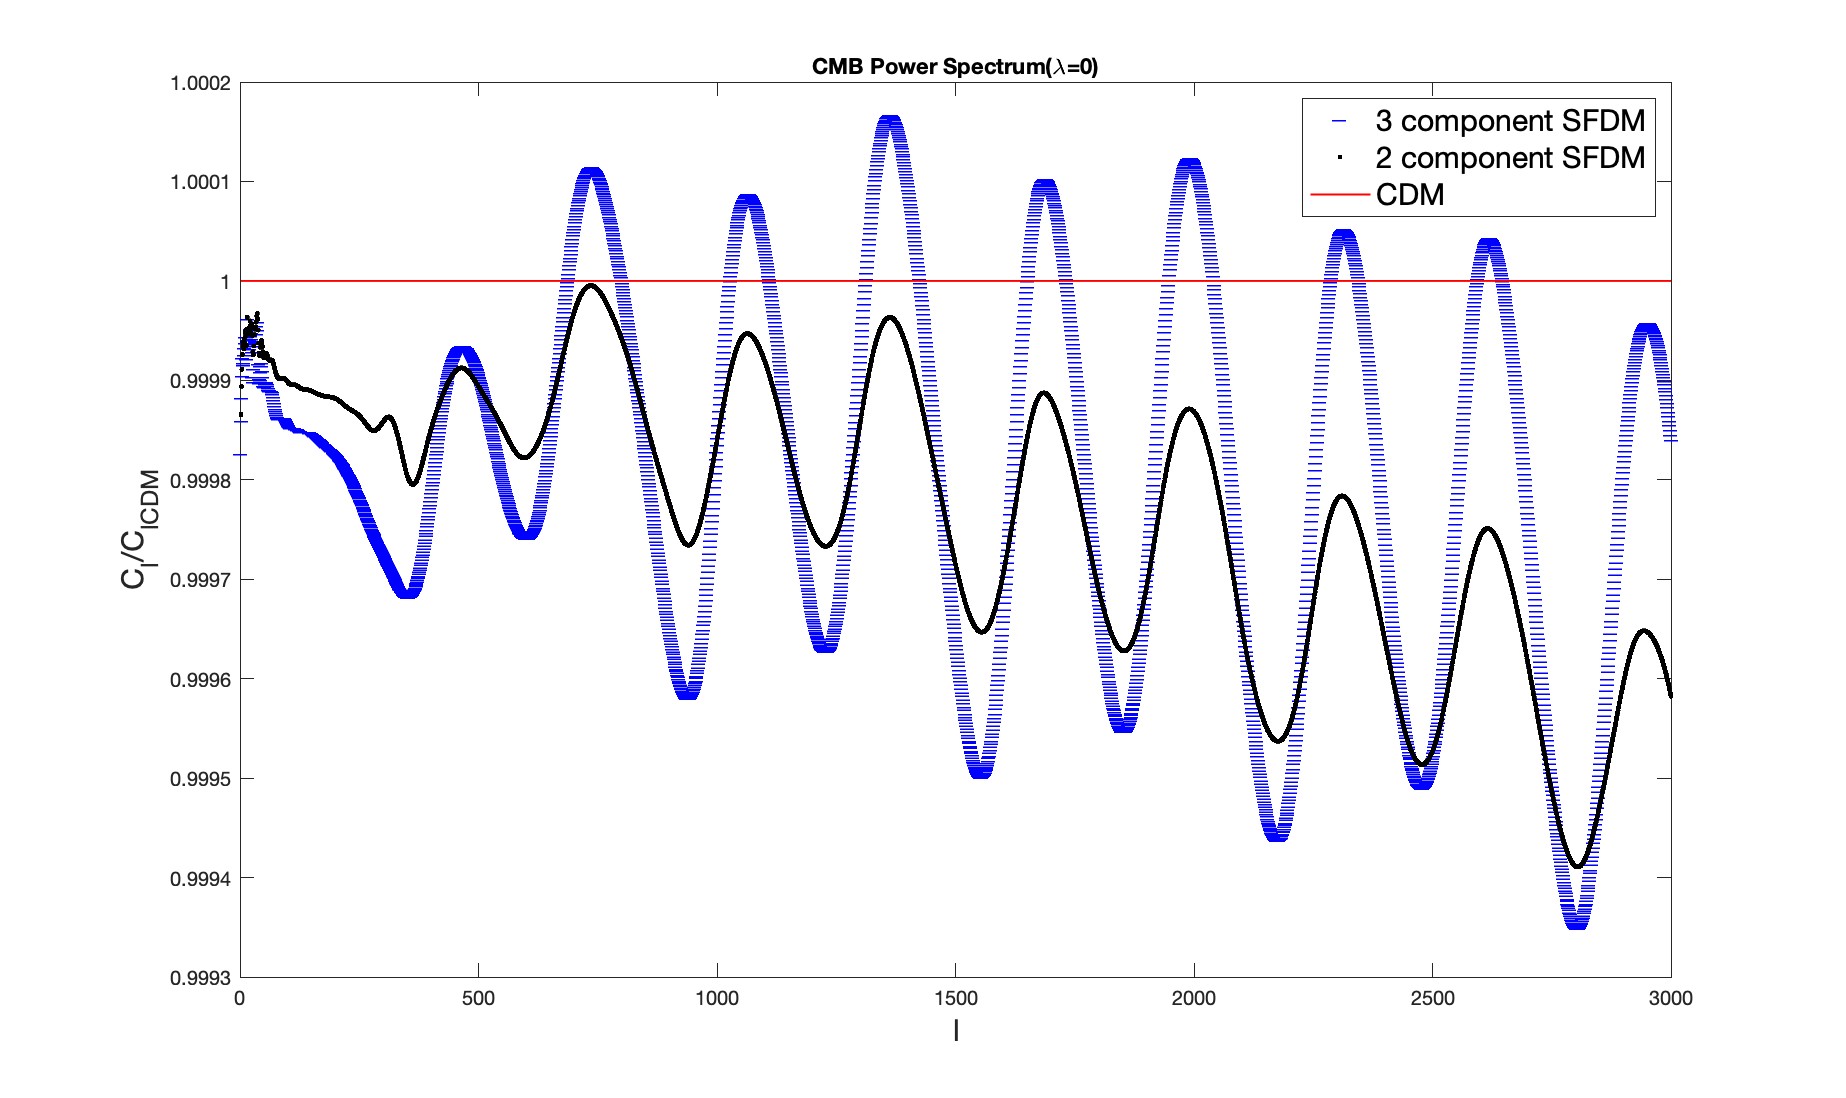 CMB Power Spectrum(λ=0)
3 component SFDM
2 component SFDM
CDM
1.0002
1.0001
1
0.9999
0.9998
0.9997
0.9996
0.9995
0.9994
0.9993
C_l/C_lCDM
0 500 1000 1500 2000 2500 3000
l